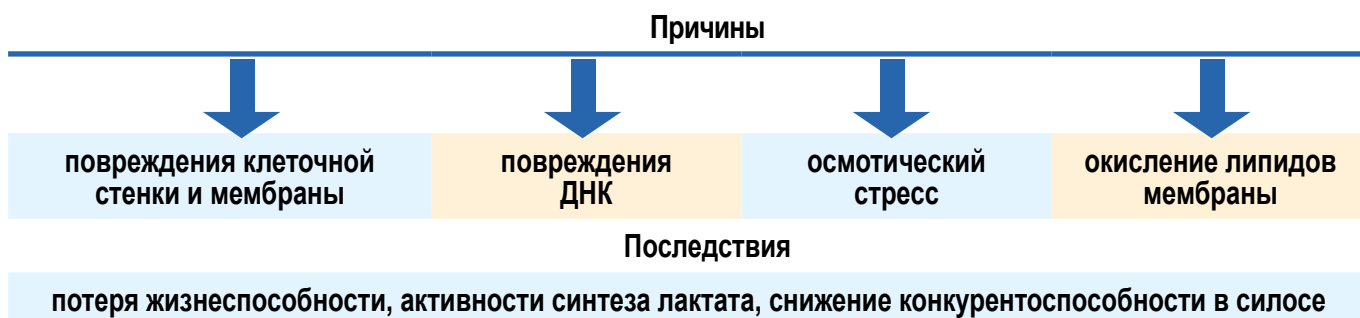 Причины
повреждения клеточной
стенки и мембраны
повреждения
ДНК
осмотический
стресс
окисление липидов
мембраны
Последствия
потеря жизнеспособности, активности синтеза лактата, снижение конкурентоспособности в силосе